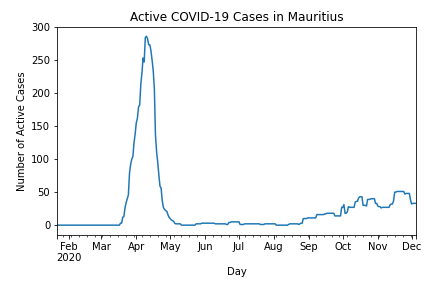 Active COVID-19 Cases in Mauritius
Number of Active Cases
300
250
200
150
100
50
0
Feb Mar Apr May Jun Jul Aug Sep Oct Nov Dec
2020
Day